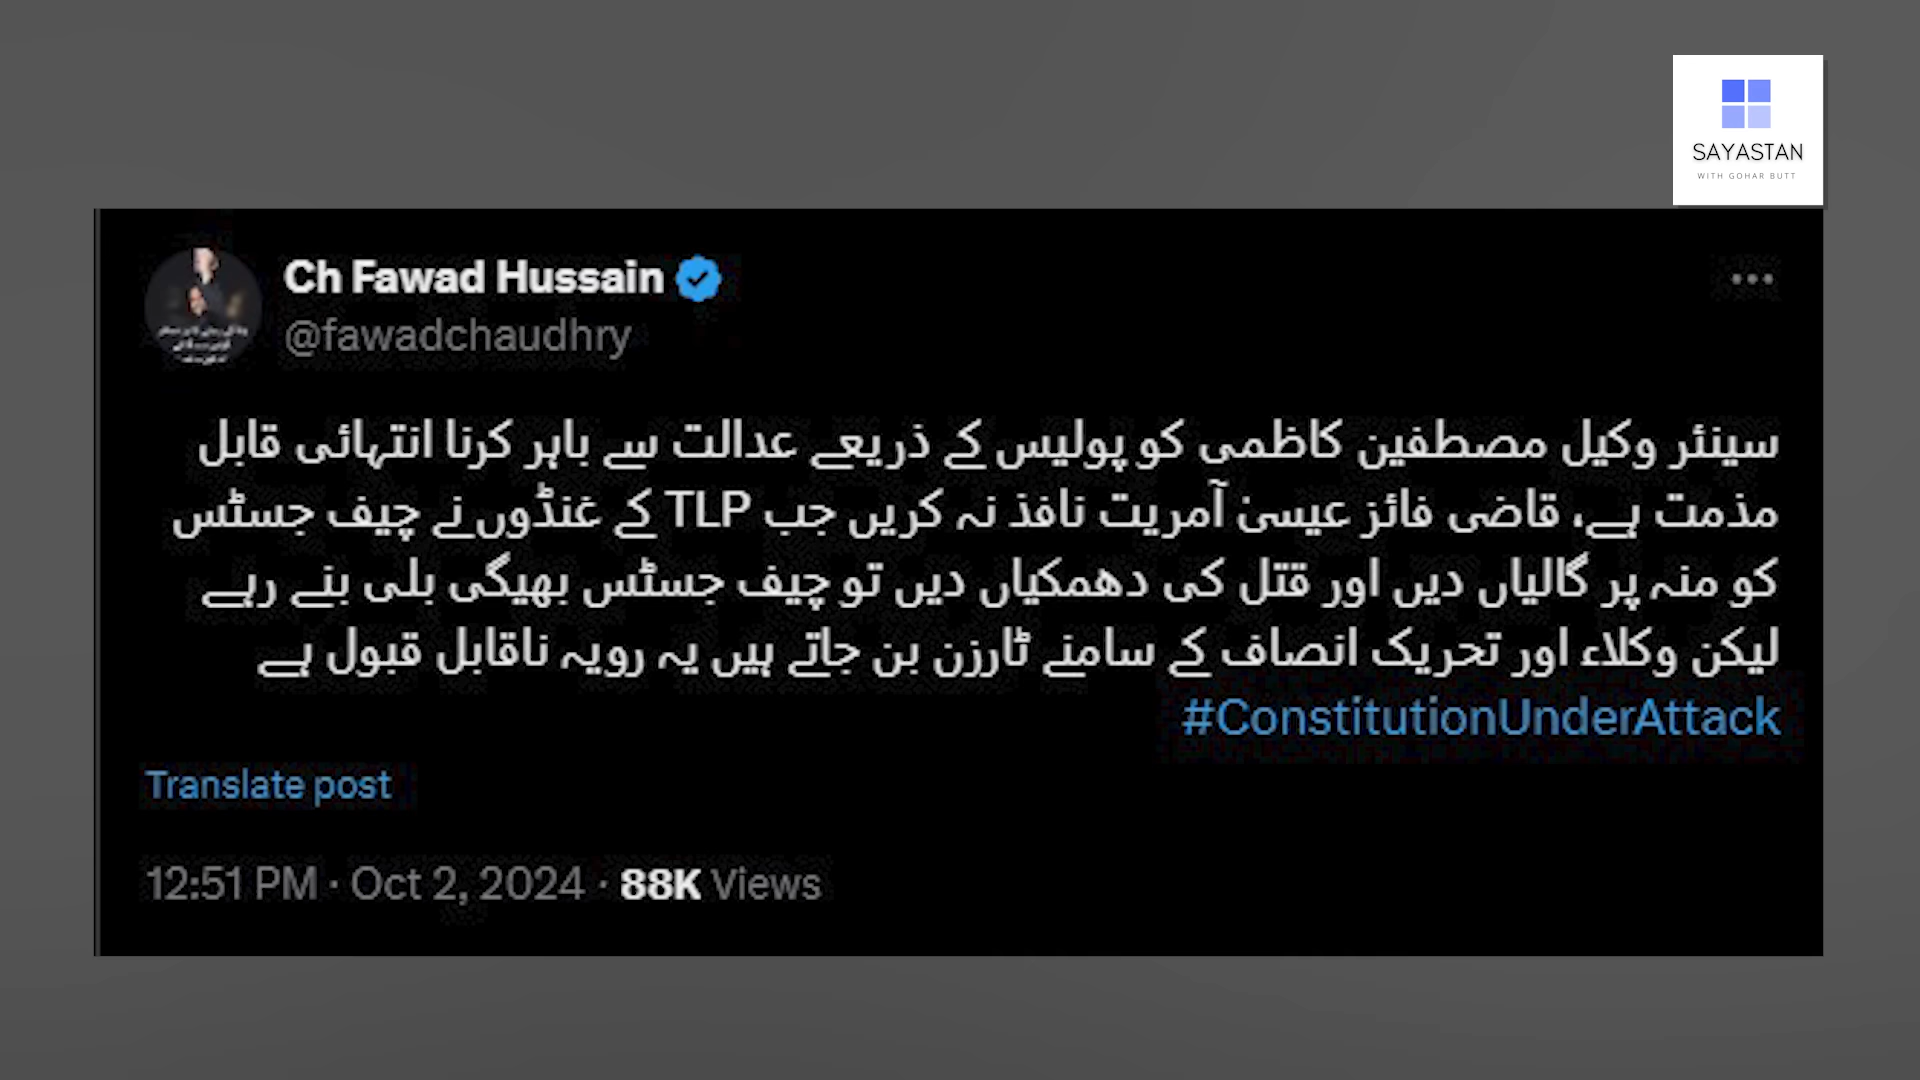 SAYASTAN
WITH GOHAR BUTT
Ch Fawad Hussain
@fawadchaudhry
سینئر وکیل مصطفین کاظمی کو پولیس کے ذریعے عدالت سے باہر کرنا انتہائی قابل
مذمت ہے، قاضی فائز عیسیٰ آمریت نافذ نہ کریں جب TLP کے غنڈوں نے چیف جسٹس
کو منہ پر گالیاں دیں اور قتل کی دھمکیاں دیں تو چیف جسٹس بھیگی بلی بنے رہے
لیکن وکلاء اور تحریک انصاف کے سامنے ٹارزن بن جاتے ہیں یہ رویہ ناقابل قبول ہے
#ConstitutionUnderAttack
Translate post
12:51 PM · Oct 2, 2024 · 88K Views